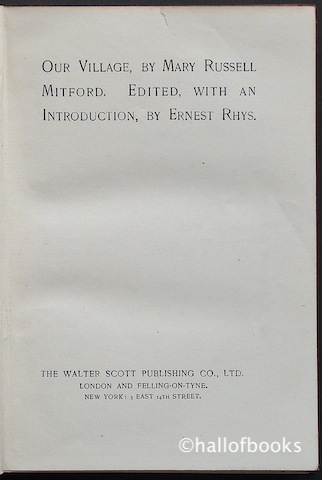 OUR VILLAGE, BY MARY RUSSELL
MITFORD. EDITED, WITH AN
INTRODUCTION, BY ERNEST RHYS.
THE WALTER SCOTT PUBLISHING CO., LTD.
LONDON AND FELLING-ON-TYNE.
NEW YORK: 3 EAST 14TH STREET.
©hallofbooks